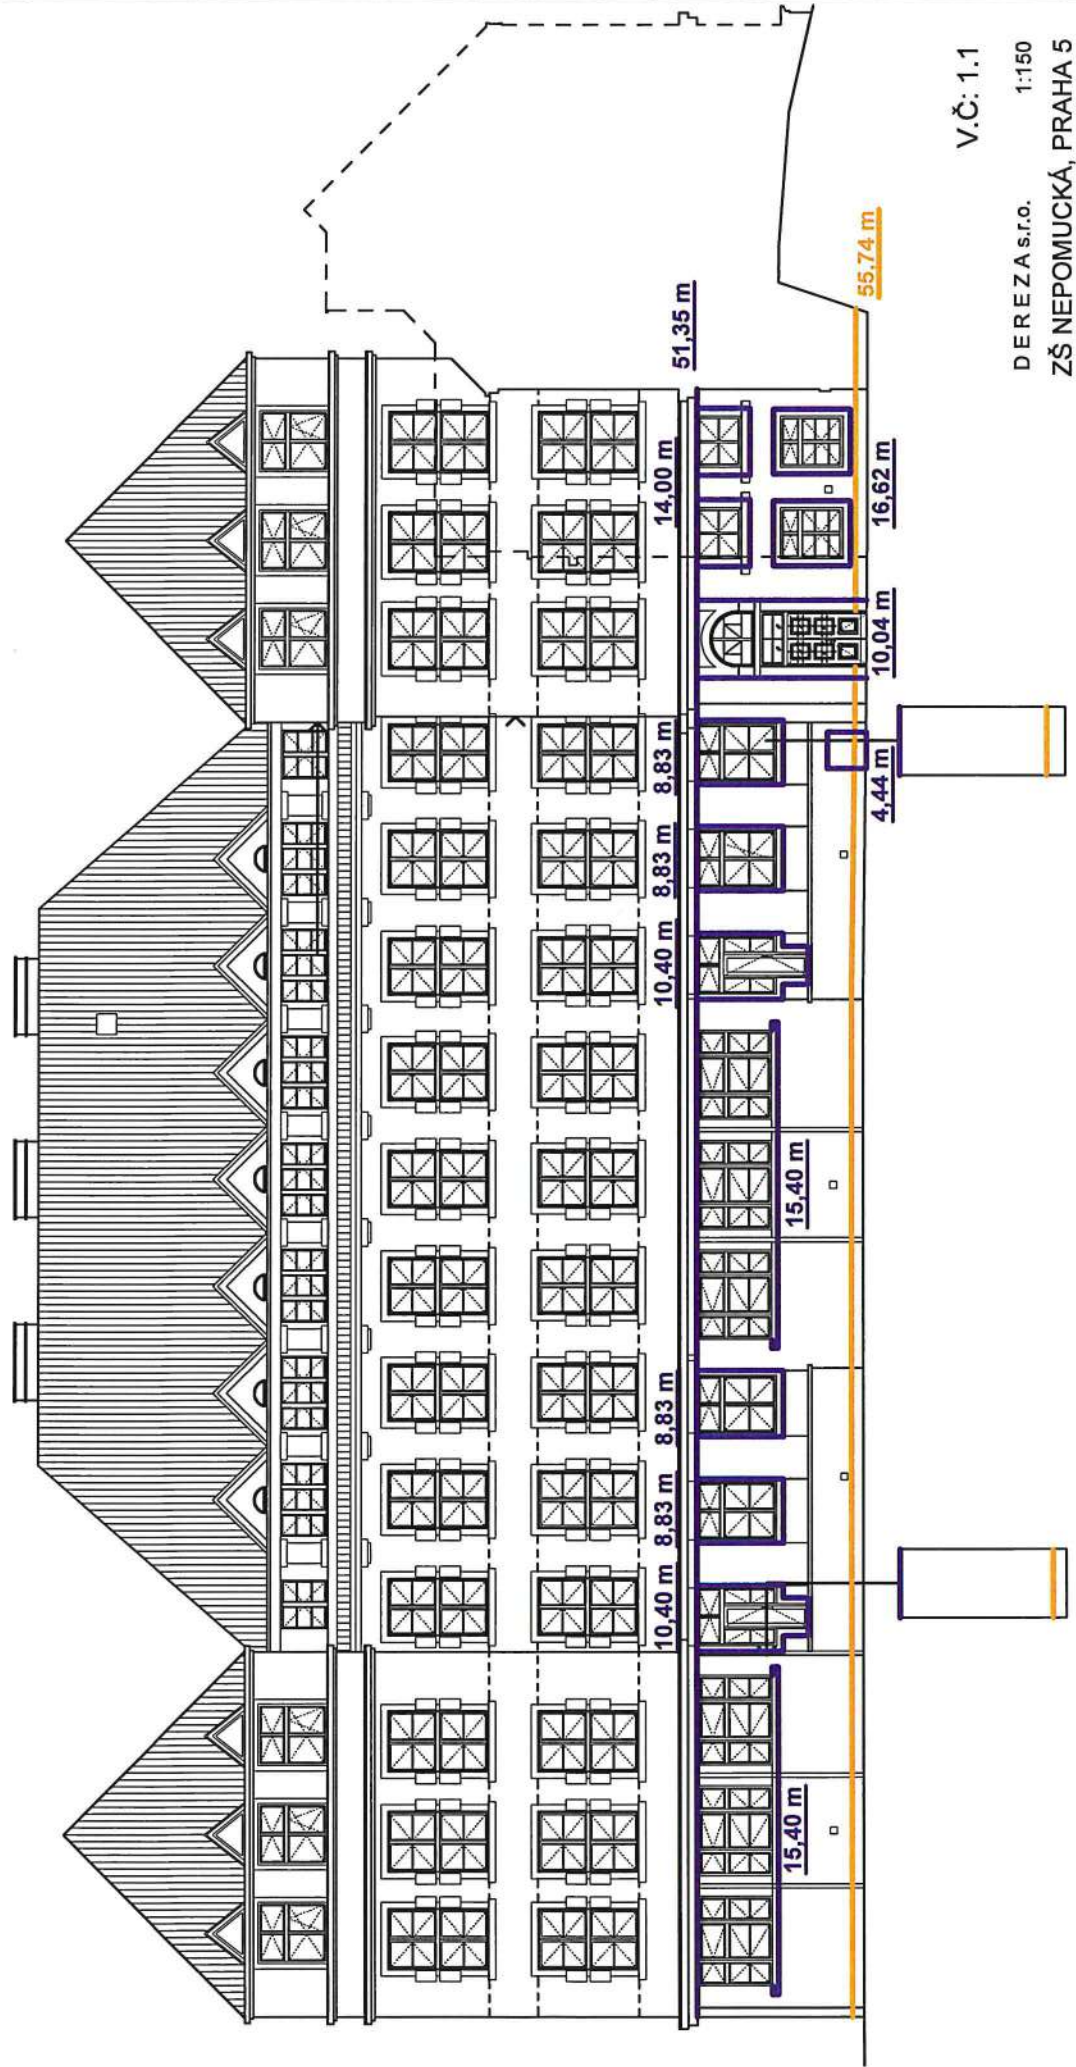 51,35 m
14,00 m
8,83 m
8,83 m
10,40 m
8,83 m
8,83 m
10,40 m
15,40 m
15,40 m
4,44 m
10,04 m
16,62 m
55.74 m
V.Č: 1.1
D E R E Z A s.r.o. 1:150
ZŠ NEPOMUCKÁ, PRAHA 5